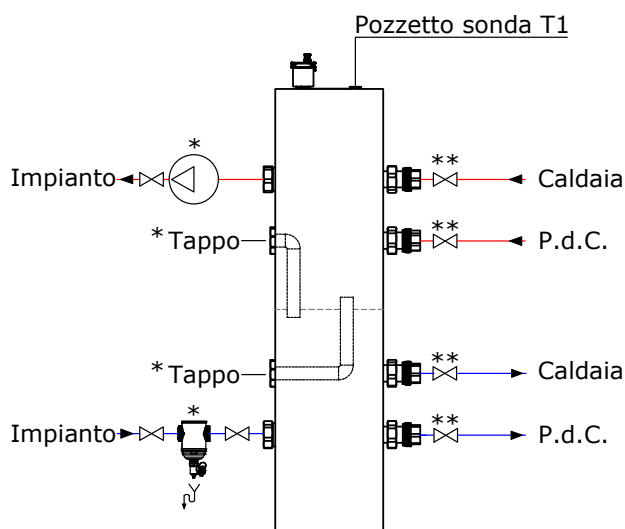 Pozzetto sonda T1
*
**
Impianto
Caldaia
**
* Tappo
P.d.C.
**
* Tappo
Caldaia
*
**
Impianto
P.d.C.